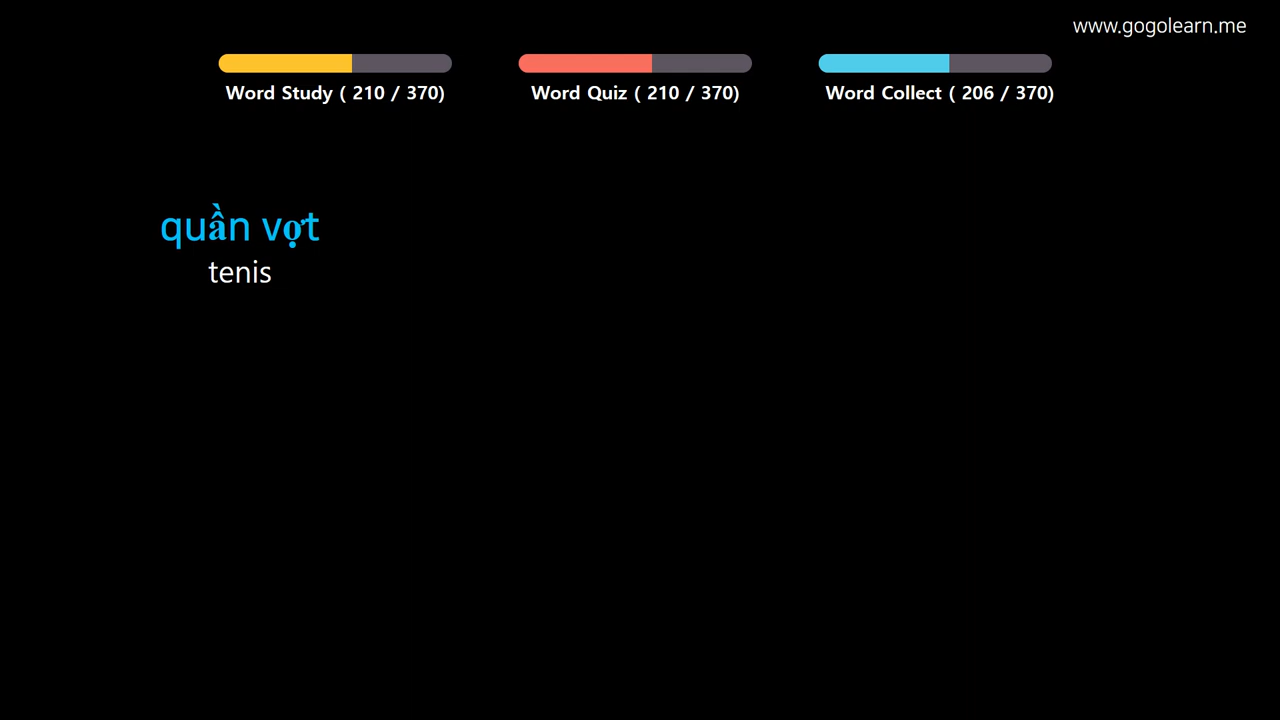 www.gogolearn.me
Word Study ( 210 / 370)
Word Quiz ( 210 / 370)
Word Collect ( 206 / 370)
quần vợt
tenis